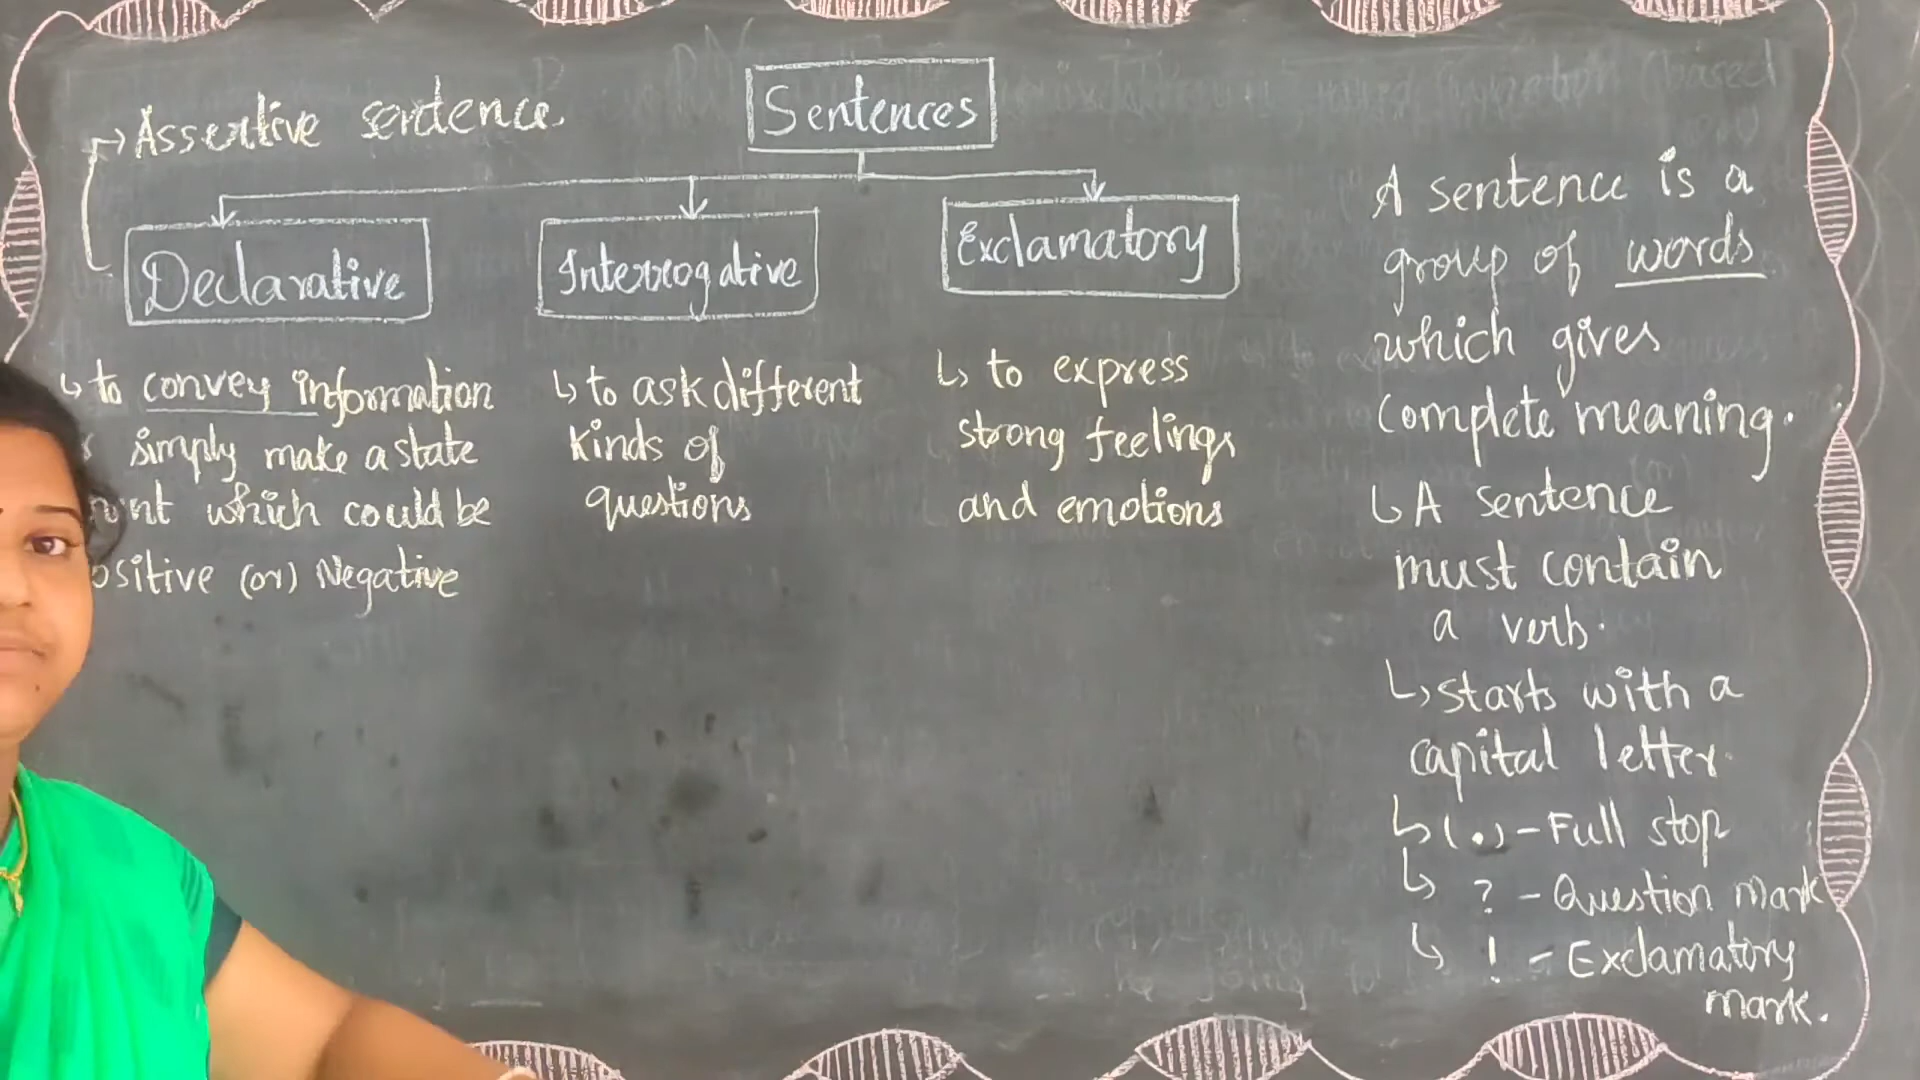 Sentences
Assertive sentence.
Declarative
to convey information
simply make a state
which could be
(or) Negative
Interrogative
to ask different
kinds of
questions
Exclamatory
to express
strong feelings
and emotions
A sentence is a
group of words
which gives
complete meaning.
A sentence
must contain
a verb.
starts with a
capital letter.
(.) - Full stop
? - Question mark
! - Exclamatory
mark.